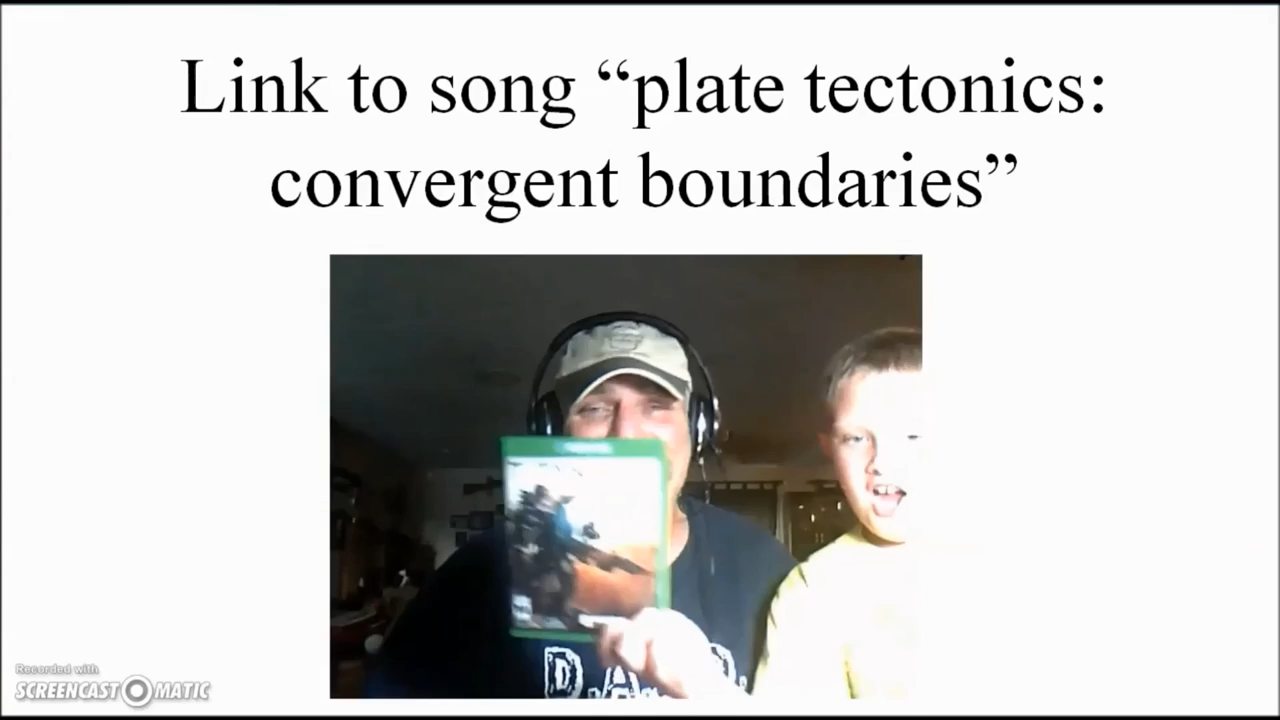 Link to song “plate tectonics:
convergent boundaries”
Recorded with
SCREENCAST MATIC